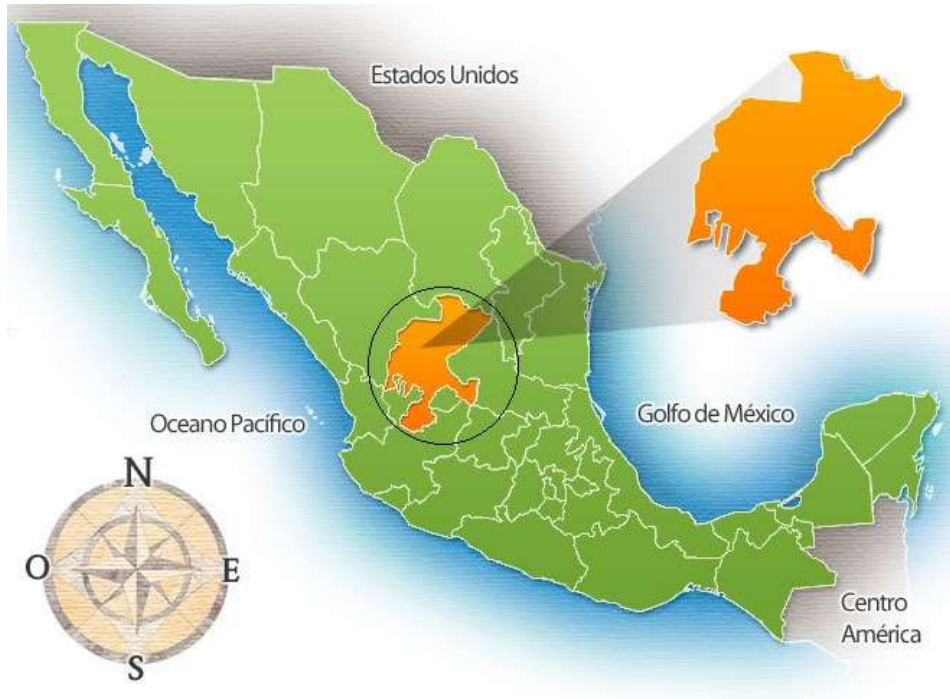 Estados Unidos
Oceano Pacífico
Golfo de México
N
O
E
S
Centro
América